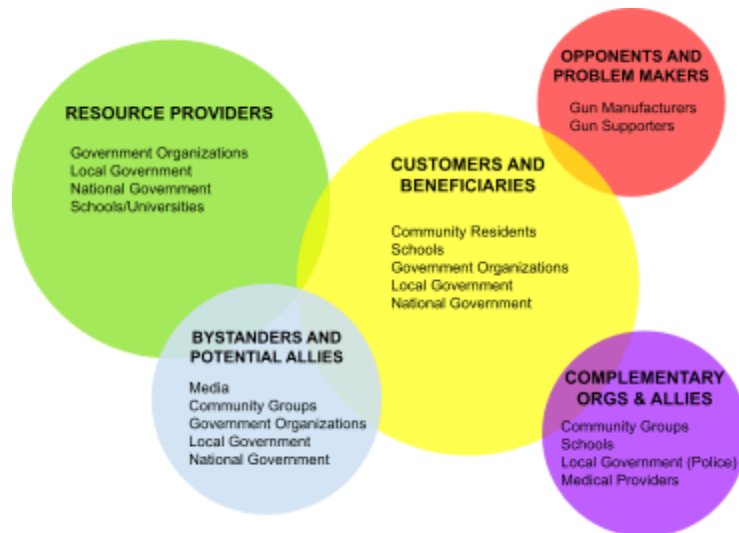 RESOURCE PROVIDERS
Government Organizations
Local Government
National Government
Schools/Universities
OPPONENTS AND
PROBLEM MAKERS
Gun Manufacturers
Gun Supporters
CUSTOMERS AND
BENEFICIARIES
Community Residents
Schools
Government Organizations
Local Government
National Government
BYSTANDERS AND
POTENTIAL ALLIES
Media
Community Groups
Government Organizations
Local Government
National Government
COMPLEMENTARY
ORGS & ALLIES
Community Groups
Schools
Local Government (Police)
Medical Providers